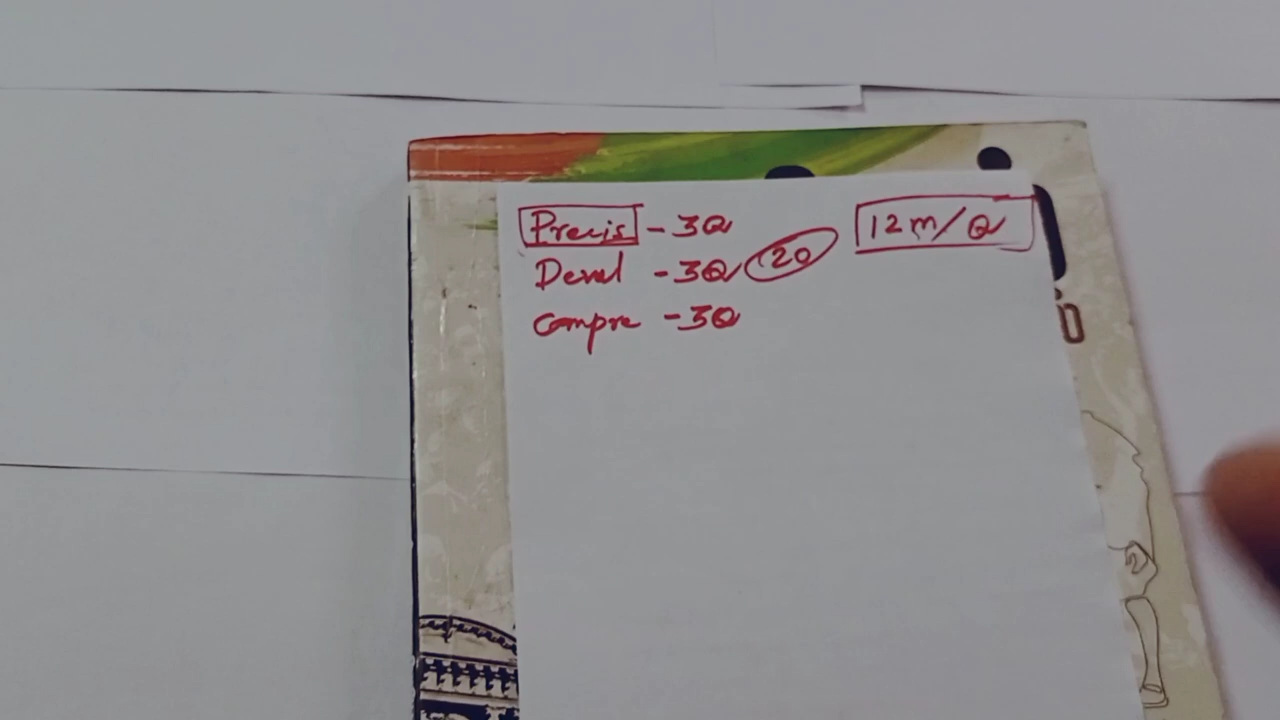 Precis - 3Q 12m/Q
Devel - 3Q 20
compre - 3Q